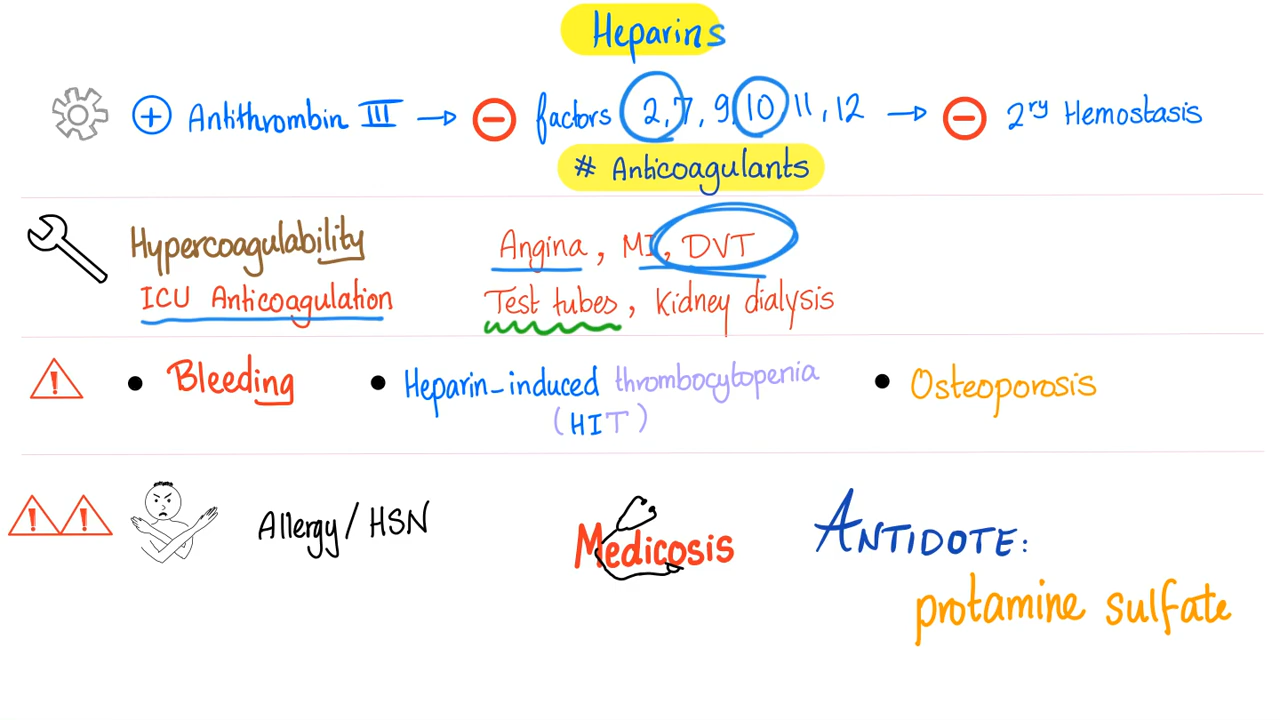 Heparins
+ Antithrombin III → − factors 2, 7, 9, 10, 11, 12 → − 2ry Hemostasis
# Anticoagulants
Hypercoagulability Angina, MI, DVT
ICU Anticoagulation Test tubes, Kidney dialysis
! • Bleeding • Heparin-induced thrombocytopenia • Osteoporosis
(HIT)
! ! Allergy/HSN Medicosis ANTIDOTE:
protamine sulfate